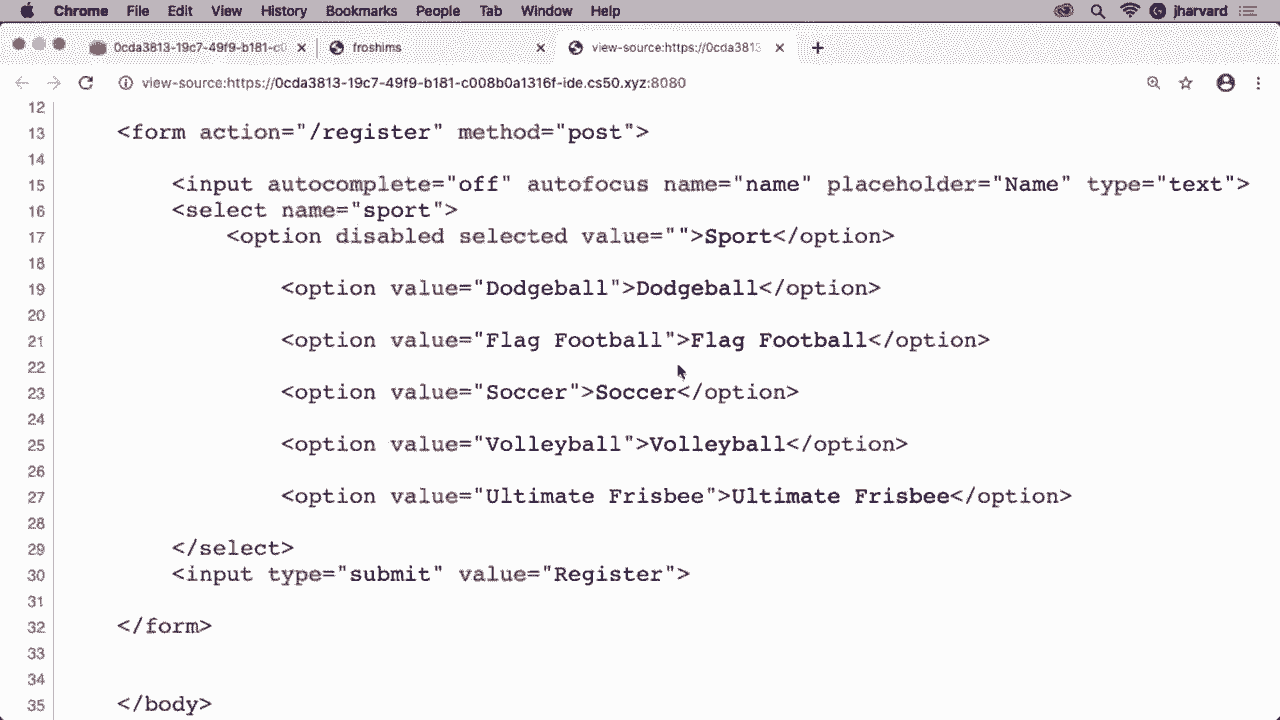 Chrome File Edit View History Bookmarks People Tab Window Help jharvard
0cda3813-19c7-49f9-b181-c0 froshims view-source:https://0cda3813
view-source:https://0cda3813-19c7-49f9-b181-c008b0a1316f-ide.cs50.xyz:8080
12
13 <form action="/register" method="post">
14
15 <input autocomplete="off" autofocus name="name" placeholder="Name" type="text">
16 <select name="sport">
17 <option disabled selected value="">Sport</option>
18
19 <option value="Dodgeball">Dodgeball</option>
20
21 <option value="Flag Football">Flag Football</option>
22
23 <option value="Soccer">Soccer</option>
24
25 <option value="Volleyball">Volleyball</option>
26
27 <option value="Ultimate Frisbee">Ultimate Frisbee</option>
28
29 </select>
30 <input type="submit" value="Register">
31
32 </form>
33
34
35 </body>